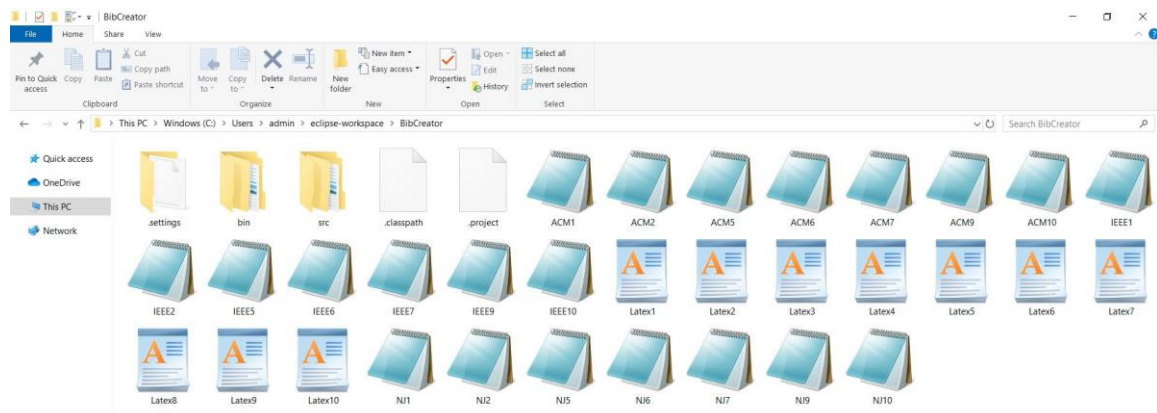 BibCreator
File Home Share View
Pin to Quick access
Copy
Paste
Cut
Copy path
Paste shortcut
Move to
Copy to
Delete
Rename
New folder
New item
Easy access
Properties
Open
Edit
History
Select all
Select none
Invert selection
Clipboard Organize New Open Select
This PC > Windows (C:) > Users > admin > eclipse-workspace > BibCreator
Search BibCreator
Quick access
OneDrive
This PC
Network
.settings bin src .classpath .project ACM1 ACM2 ACM5 ACM6 ACM7 ACM9 ACM10 IEEE1
IEEE2 IEEE5 IEEE6 IEEE7 IEEE9 IEEE10 Latex1 Latex2 Latex3 Latex4 Latex5 Latex6 Latex7
Latex8 Latex9 Latex10 NJ1 NJ2 NJ5 NJ6 NJ7 NJ9 NJ10